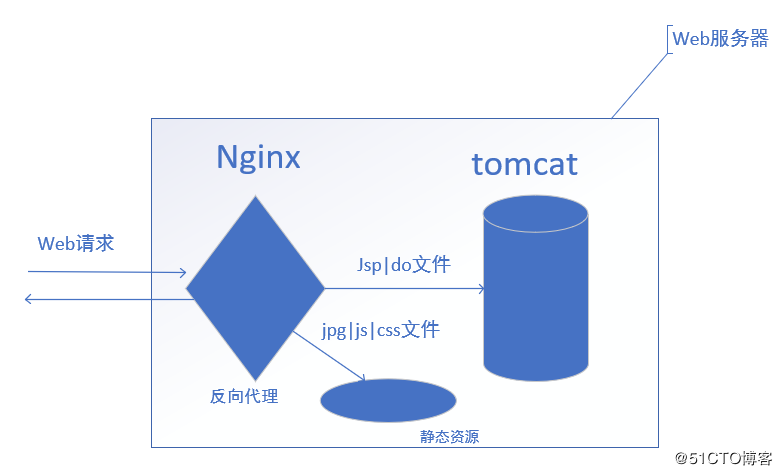 Web服务器
Nginx
tomcat
Web请求
Jsp|do文件
jpg|js|css文件
反向代理
静态资源
@51CTO博客